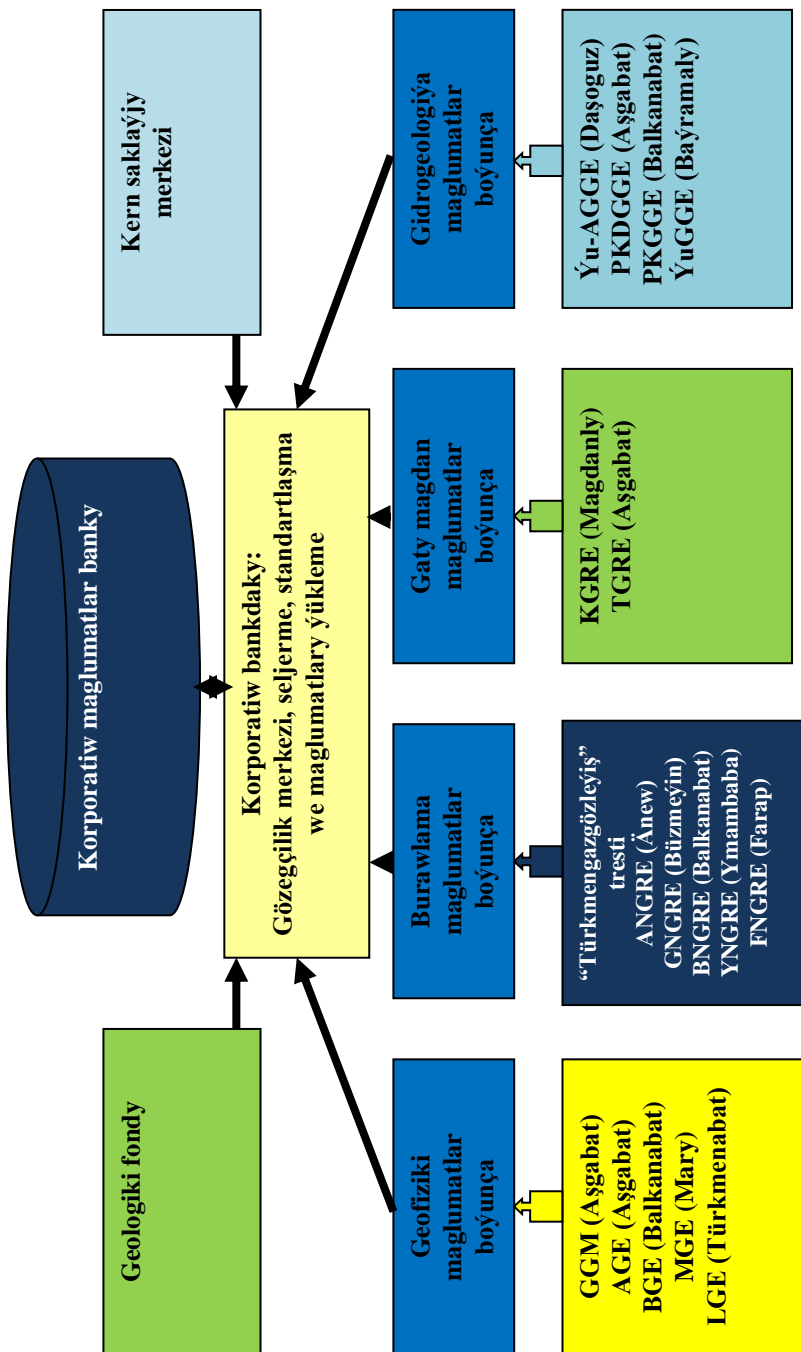 Korporatiw maglumatlar banky
Geologiki fondy
Kern saklaýjy
merkezi
Korporatiw bankdaky:
Gözegçilik merkezi, seljerme, standartlaşma
we maglumatlary ýükleme
Geofiziki
maglumatlar
boýunça
Burawlama
maglumatlar
boýunça
Gaty magdan
maglumatlar
boýunça
Gidrogeologiýa
maglumatlar
boýunça
GGM (Aşgabat)
AGE (Aşgabat)
BGE (Balkanabat)
MGE (Mary)
LGE (Türkmenabat)
“Türkmengazgözleýiş”
tresti
ANGRE (Änew)
GNGRE (Büzmeýin)
BNGRE (Balkanabat)
YNGRE (Ymambaba)
FNGRE (Farap)
KGRE (Magdanly)
TGRE (Aşgabat)
Ýu-AGGE (Daşoguz)
PKDGGE (Aşgabat)
PKGGE (Balkanabat)
ÝuGGE (Baýramaly)